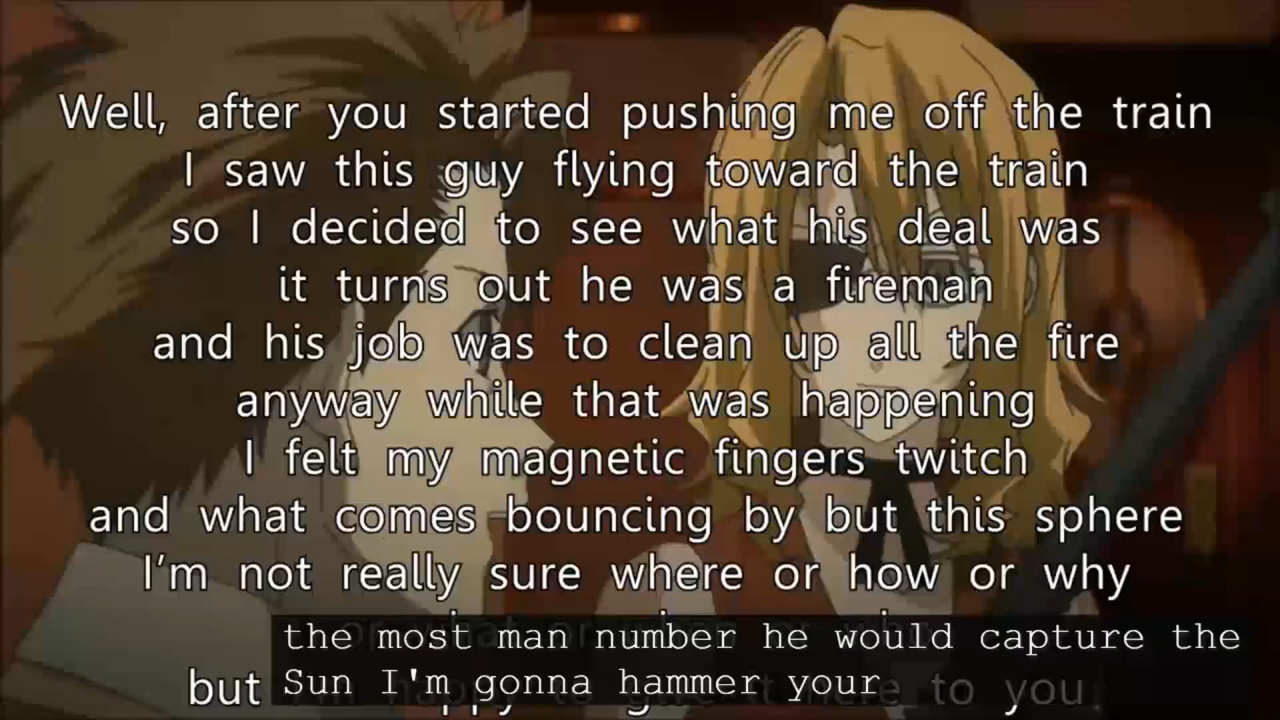 Well, after you started pushing me off the train
I saw this guy flying toward the train
so I decided to see what his deal was
it turns out he was a fireman
and his job was to clean up all the fire
anyway while that was happening
I felt my magnetic fingers twitch
and what comes bouncing by but this sphere
I'm not really sure where or how or why
but to you
the most man number he would capture the
Sun I'm gonna hammer your